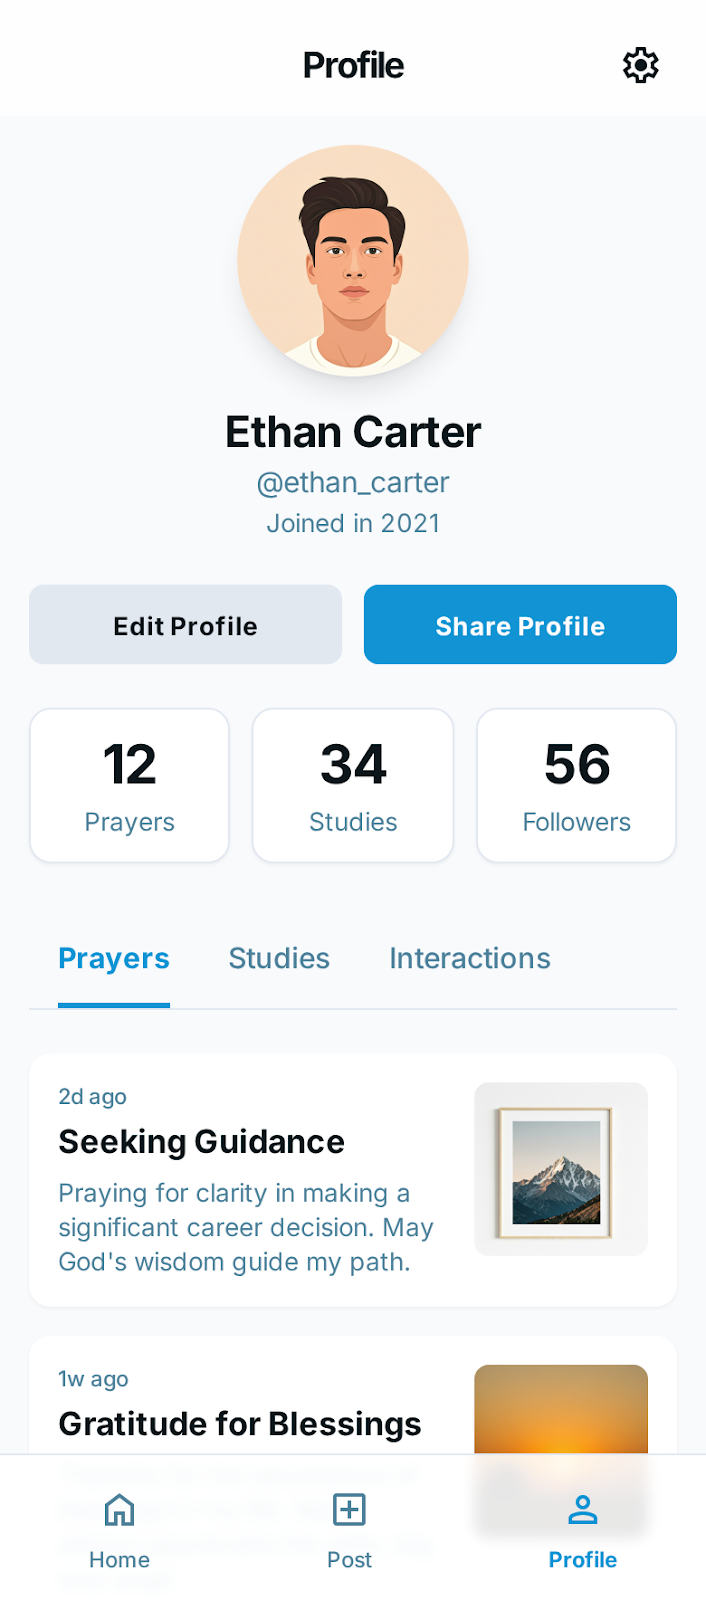 Profile
Ethan Carter
@ethan_carter
Joined in 2021
Edit Profile
Share Profile
12
Prayers
34
Studies
56
Followers
Prayers
Studies
Interactions
2d ago
Seeking Guidance
Praying for clarity in making a
significant career decision. May
God's wisdom guide my path.
1w ago
Gratitude for Blessings
Home
Post
Profile